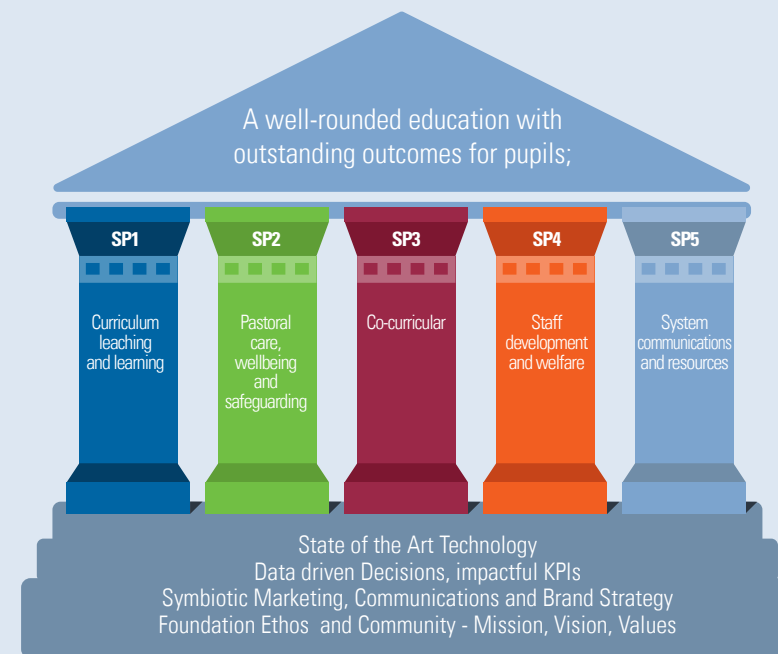 A well-rounded education with
outstanding outcomes for pupils;
SP1
SP2
SP3
SP4
SP5
Curriculum
leaching
and learning
Pastoral
care,
wellbeing
and
safeguarding
Co-curricular
Staff
development
and welfare
System
communications
and resources
State of the Art Technology
Data driven Decisions, impactful KPIs
Symbiotic Marketing, Communications and Brand Strategy
Foundation Ethos and Community - Mission, Vision, Values